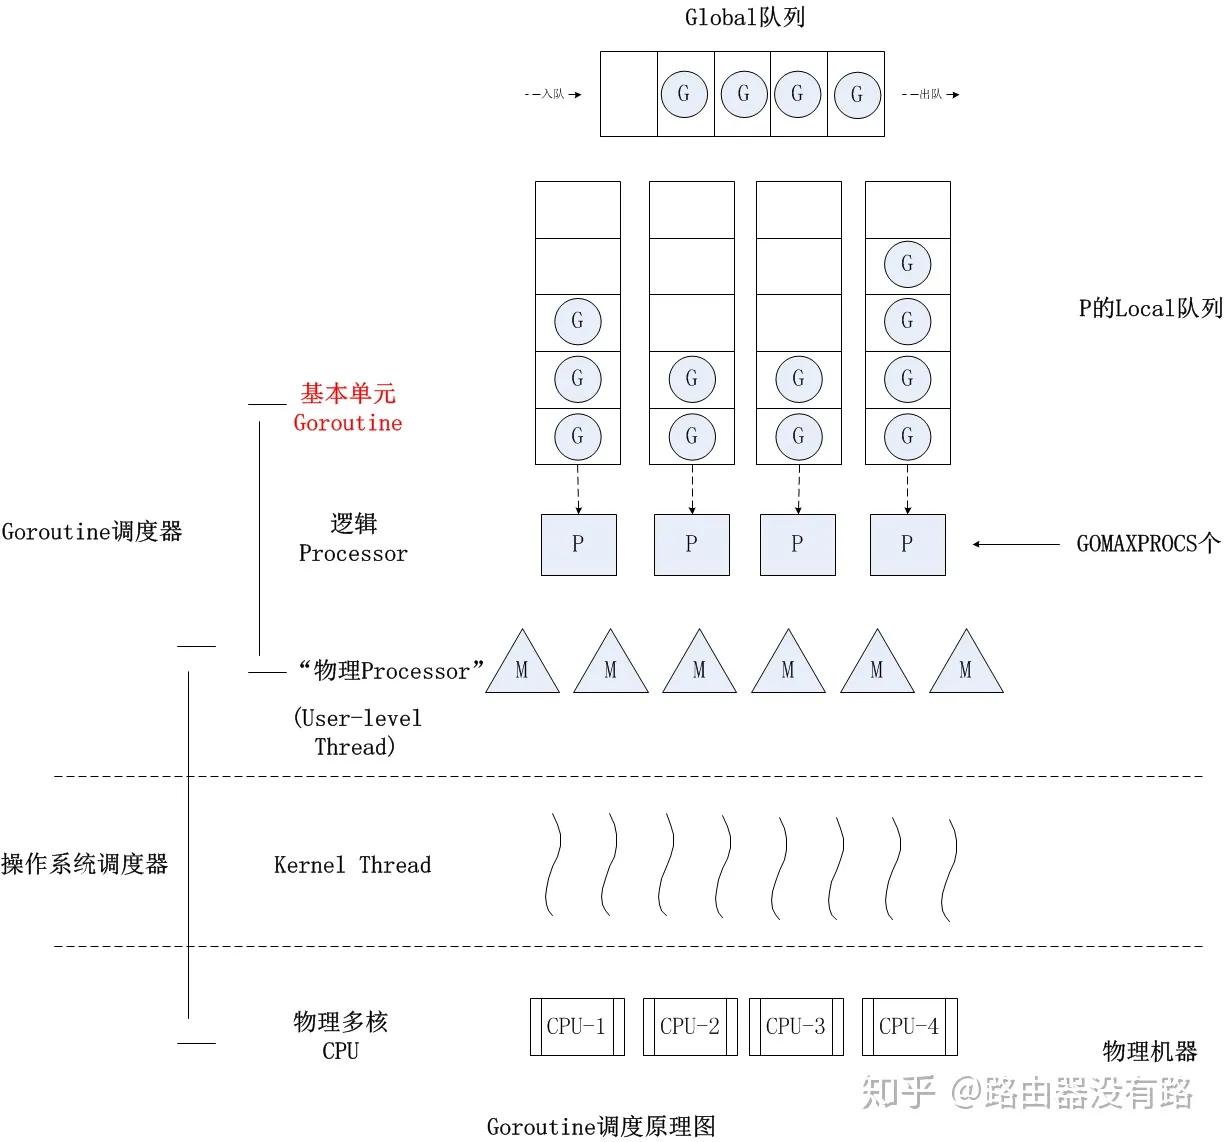 Global队列
--入队
G G G G
--出队
G
G G
P的Local队列
G G G G
基本单元
Goroutine
G G G G
Goroutine调度器
逻辑
Processor
P P P P
GOMAXPROCS个
“物理Processor”
M M M M M M
(User-level
Thread)
操作系统调度器
Kernel Thread
物理多核
CPU
CPU-1 CPU-2 CPU-3 CPU-4
物理机器
知乎 @路由器没有路
Goroutine调度原理图